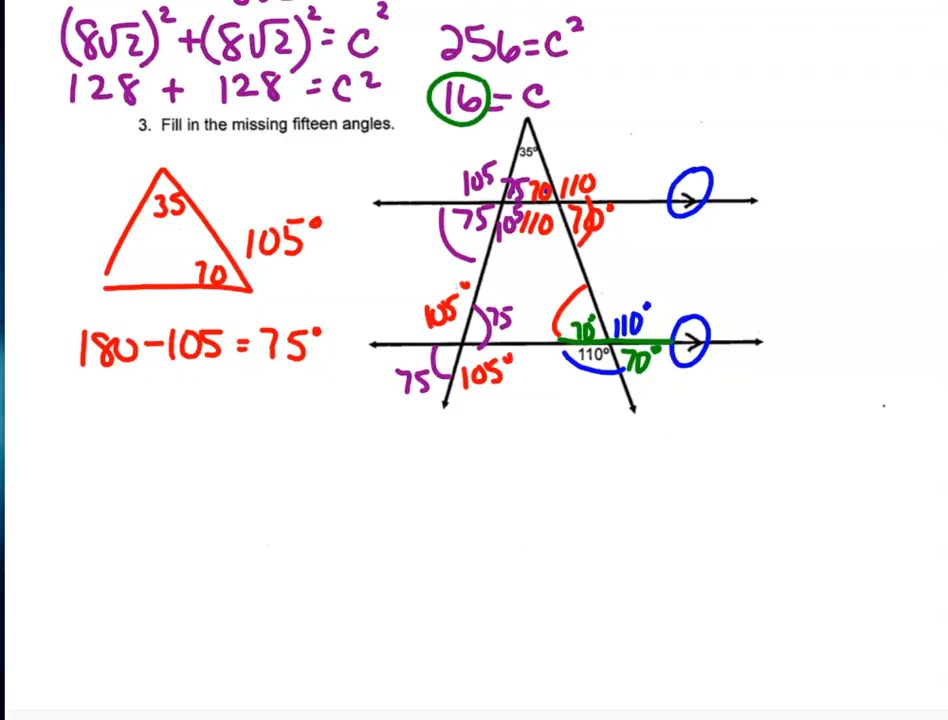 (8√2)² + (8√2)² = c²
256 = c²
128 + 128 = c²
16 = c
3. Fill in the missing fifteen angles.
35°
105 75 70 110
75 105 110 70°
35
105°
70
105° 75
70° 110°
180 - 105 = 75°
110°
70°
75 105°